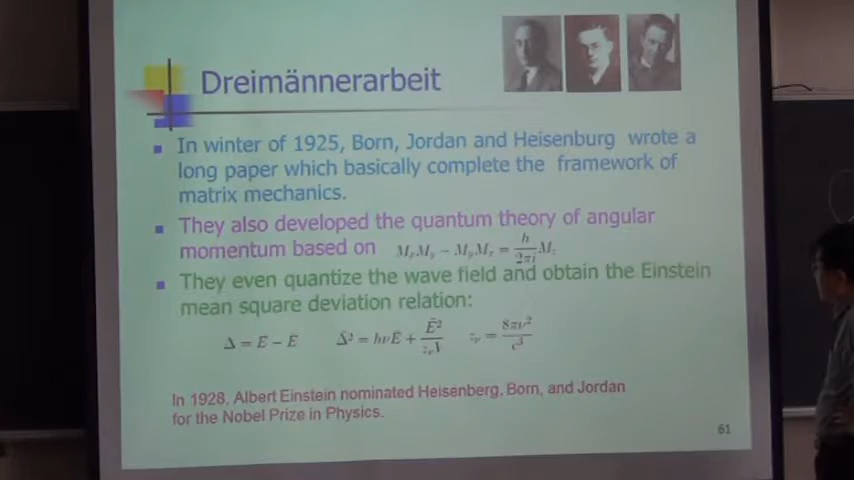 Dreimännerarbeit
In winter of 1925, Born, Jordan and Heisenburg wrote a
long paper which basically complete the framework of
matrix mechanics.
They also developed the quantum theory of angular
momentum based on
They even quantize the wave field and obtain the Einstein
mean square deviation relation:
In 1928, Albert Einstein nominated Heisenberg, Born, and Jordan
for the Nobel Prize in Physics.
61